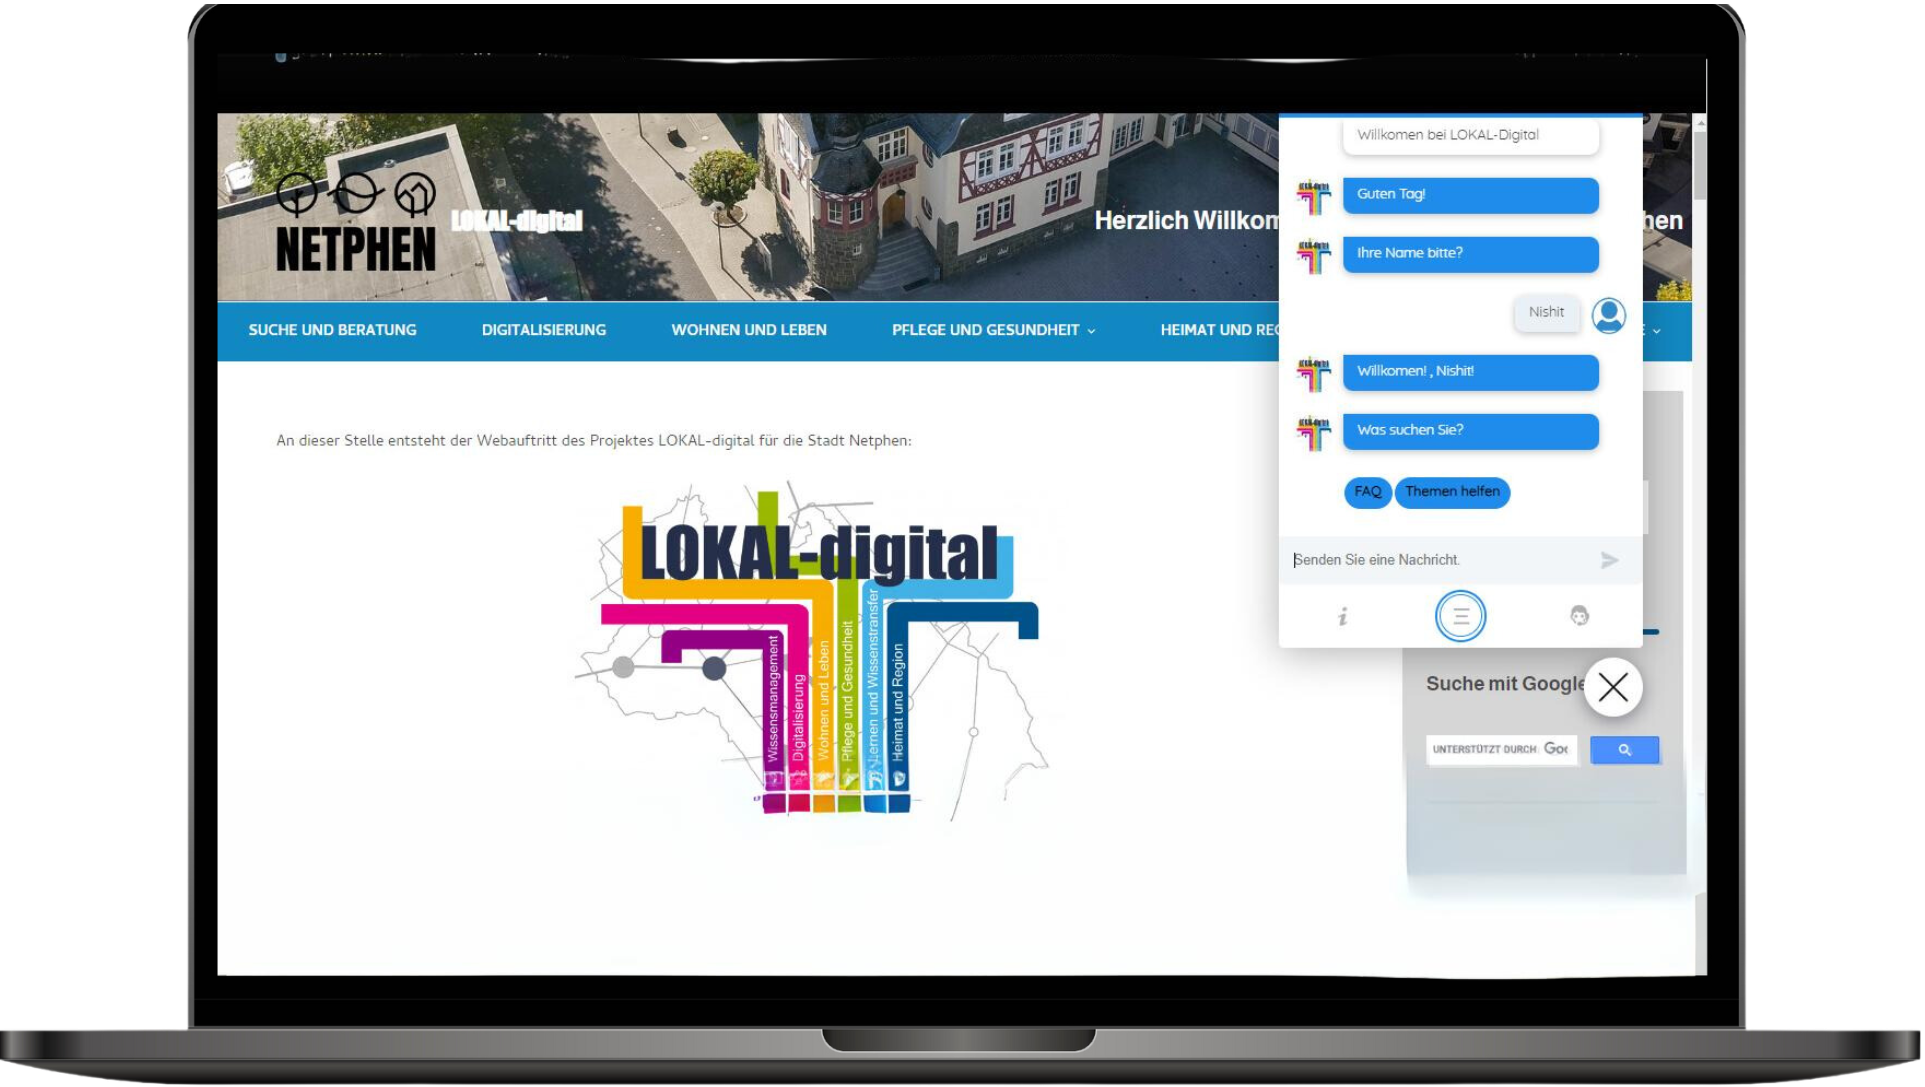 NETPHEN
LOKAL-digital
Herzlich Willkom
hen
SUCHE UND BERATUNG
DIGITALISIERUNG
WOHNEN UND LEBEN
PFLEGE UND GESUNDHEIT
HEIMAT UND REG
E
An dieser Stelle entsteht der Webauftritt des Projektes LOKAL-digital für die Stadt Netphen:
LOKAL-digital
Wissensmanagement
Digitalisierung
Wohnen und Leben
Pflege und Gesundheit
Lernen und Wissenstransfer
Heimat und Region
Willkomen bei LOKAL-Digital
Guten Tag!
Ihre Name bitte?
Nishit
Willkomen! , Nishit!
Was suchen Sie?
FAQ
Themen helfen
Senden Sie eine Nachricht.
Suche mit Google
UNTERSTÜTZT DURCH Goo